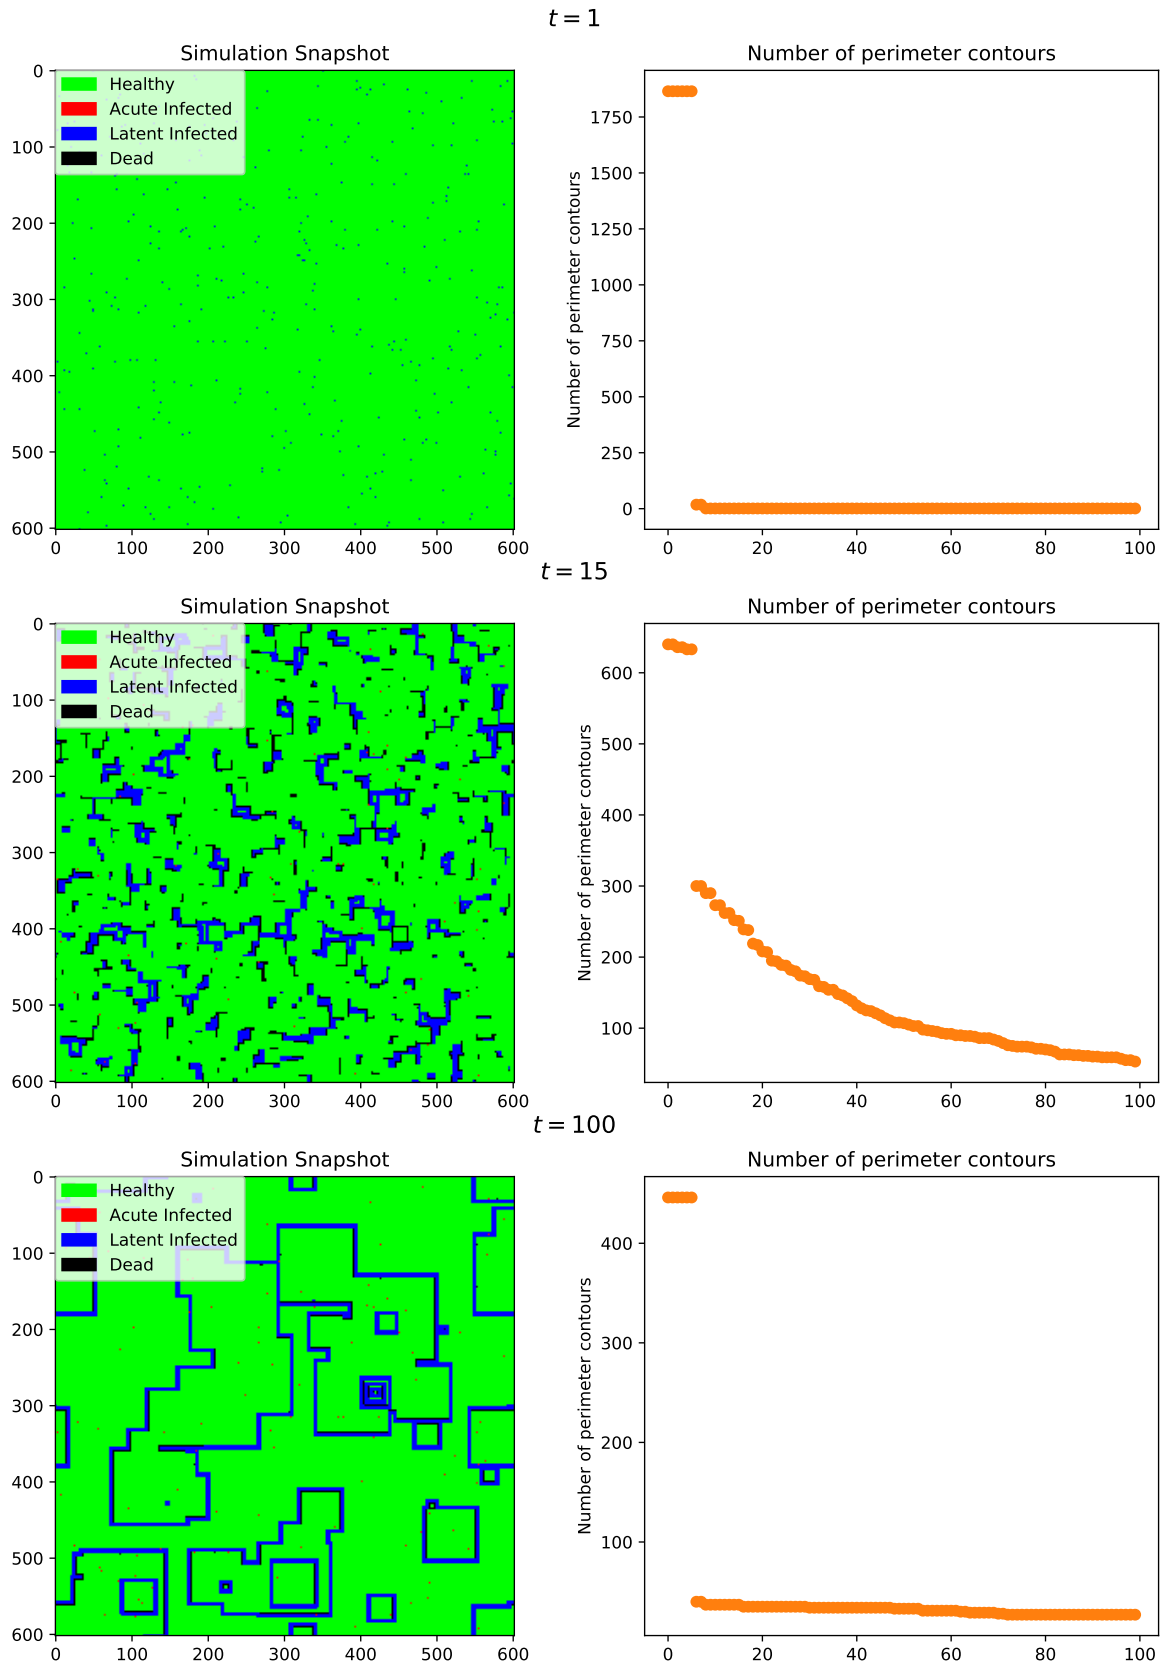 t = 1
Simulation Snapshot
Healthy
Acute Infected
Latent Infected
Dead
0
100
200
300
400
500
600
0 100 200 300 400 500 600
Number of perimeter contours
Number of perimeter contours
1750
1500
1250
1000
750
500
250
0
0 20 40 60 80 100
t = 15
Simulation Snapshot
Healthy
Acute Infected
Latent Infected
Dead
0
100
200
300
400
500
600
0 100 200 300 400 500 600
Number of perimeter contours
Number of perimeter contours
600
500
400
300
200
100
0 20 40 60 80 100
t = 100
Simulation Snapshot
Healthy
Acute Infected
Latent Infected
Dead
0
100
200
300
400
500
600
0 100 200 300 400 500 600
Number of perimeter contours
Number of perimeter contours
400
300
200
100
0 20 40 60 80 100